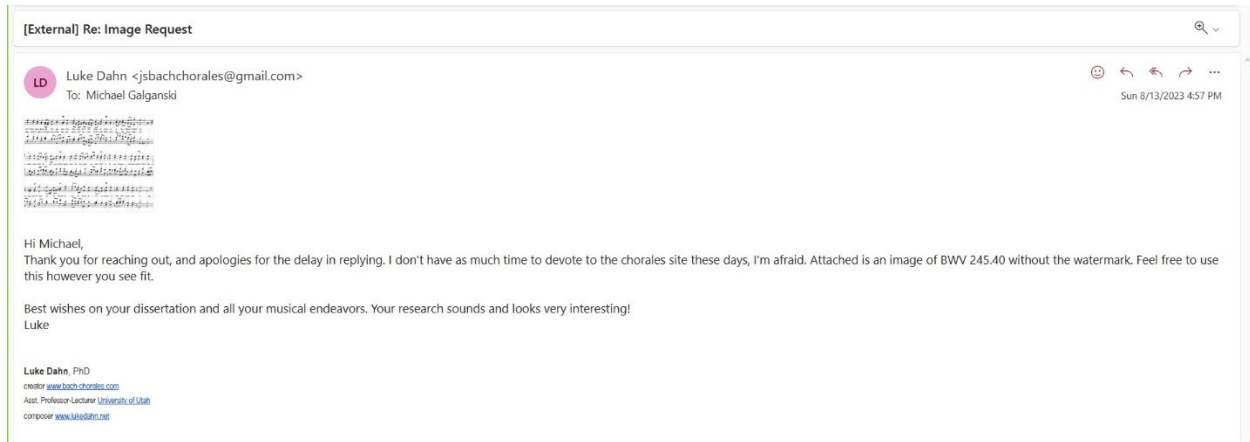 [External] Re: Image Request
LD
Luke Dahn <jsbachchorales@gmail.com>
To: Michael Galganski
Sun 8/13/2023 4:57 PM
Hi Michael,
Thank you for reaching out, and apologies for the delay in replying. I don't have as much time to devote to the chorales site these days, I'm afraid. Attached is an image of BWV 245.40 without the watermark. Feel free to use
this however you see fit.
Best wishes on your dissertation and all your musical endeavors. Your research sounds and looks very interesting!
Luke
Luke Dahn, PhD
creator www.bach-chorales.com
Asst. Professor-Lecturer University of Utah
composer www.lukedahn.net